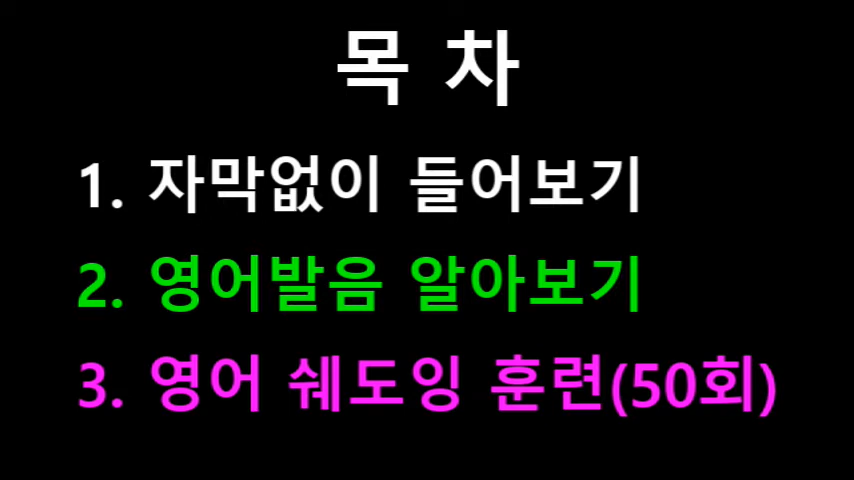 목 차
1. 자막없이 들어보기
2. 영어발음 알아보기
3. 영어 쉐도잉 훈련(50회)